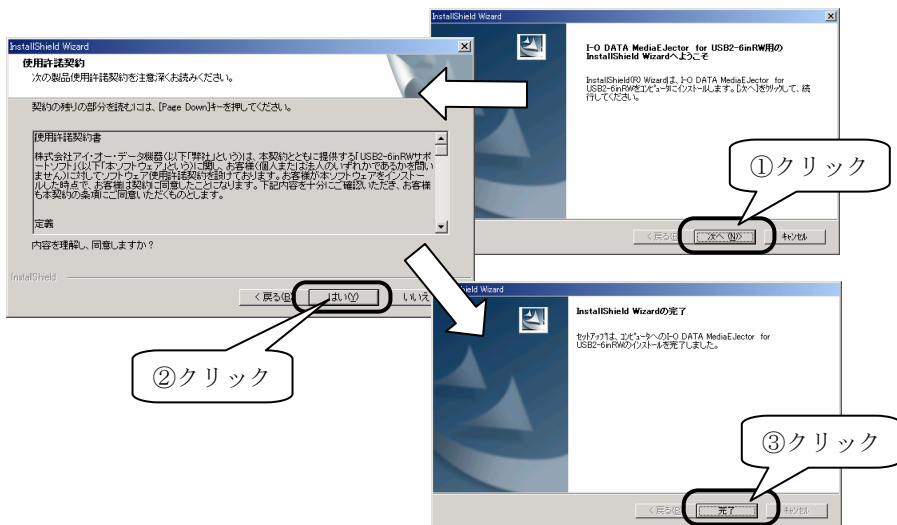 InstallShield Wizard
I-O DATA MediaEJector for USB2-6inRW用の
InstallShield Wizardへようこそ
InstallShield(R) Wizardは、I-O DATA MediaEJector for
USB2-6inRWをコンピュータにインストールします。「次へ」をクリックして、続
行してください。
①クリック
< 戻る(B)
次へ(N)>
キャンセル
InstallShield Wizard
使用許諾契約
次の製品使用許諾契約を注意深くお読みください。
契約の残りの部分を読むには、[Page Down]キーを押してください。
使用許諾契約書
株式会社アイ・オー・データ機器(以下「弊社」という)は、本契約とともに提供する「USB2-6inRWサポ
ートソフト」(以下「本ソフトウェア」という)に関し、お客様(個人または法人のいずれかであるかを問い
ません)に対してソフトウェア使用許諾契約を設けております。お客様が本ソフトウェアをインストー
ルした時点で、お客様は契約に同意したことになります。下記内容を十分にご確認いただき、お客様
も本契約の条項にご同意いただくものとします。
定義
内容を理解し、同意しますか?
InstallShield
< 戻る(B)
はい(Y)
いいえ
②クリック
ield Wizard
InstallShield Wizardの完了
セットアップは、コンピュータへのI-O DATA MediaEJector for
USB2-6inRWのインストールを完了しました。
③クリック
< 戻る(B)
完了
キャンセル